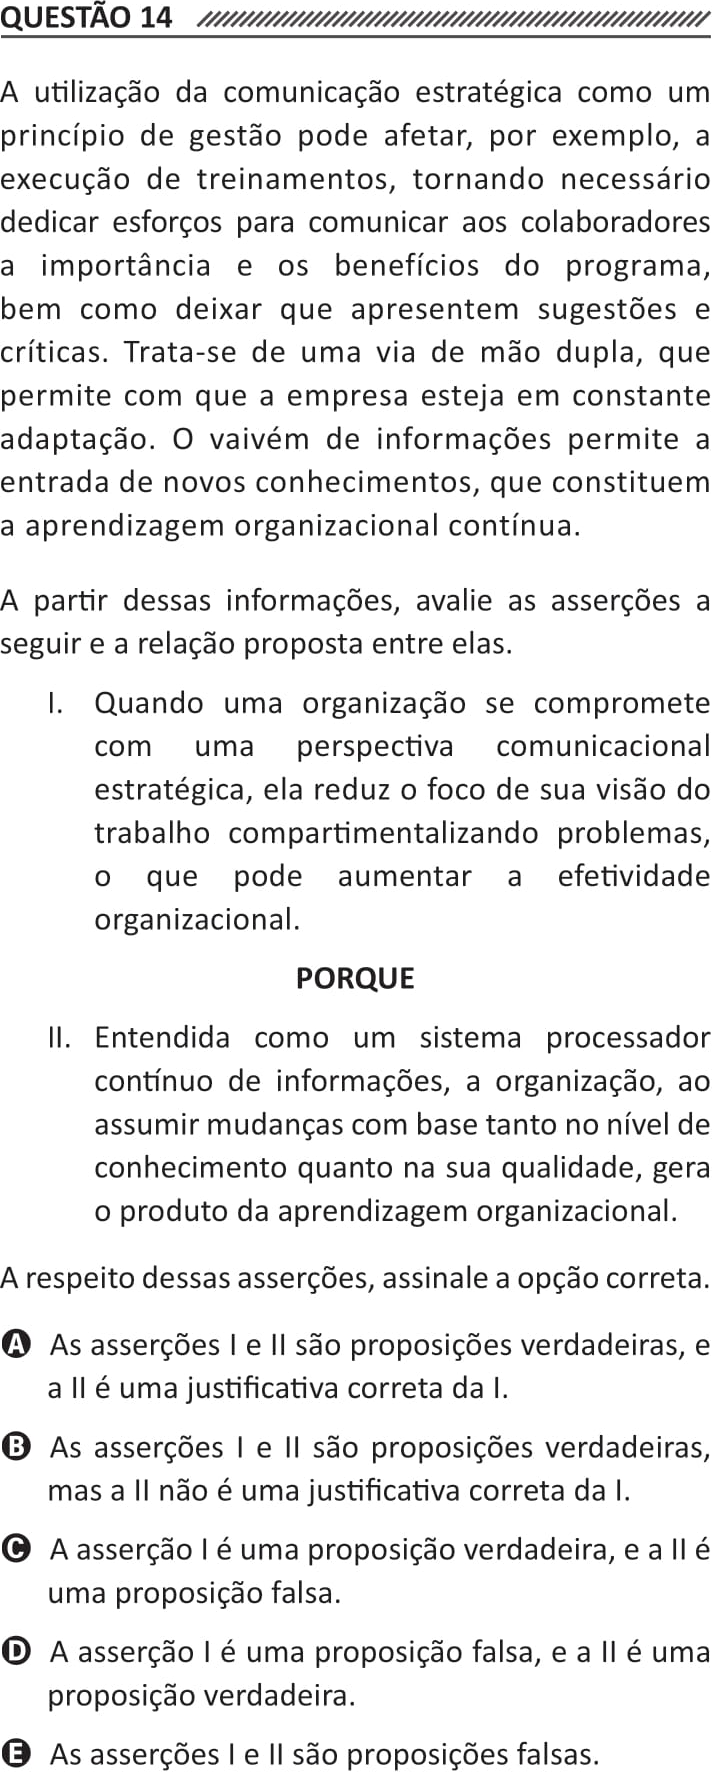 QUESTÃO 14
A utilização da comunicação estratégica como um
princípio de gestão pode afetar, por exemplo, a
execução de treinamentos, tornando necessário
dedicar esforços para comunicar aos colaboradores
a importância e os benefícios do programa,
bem como deixar que apresentem sugestões e
críticas. Trata-se de uma via de mão dupla, que
permite com que a empresa esteja em constante
adaptação. O vaivém de informações permite a
entrada de novos conhecimentos, que constituem
a aprendizagem organizacional contínua.
A partir dessas informações, avalie as asserções a
seguir e a relação proposta entre elas.
I. Quando uma organização se compromete
com uma perspectiva comunicacional
estratégica, ela reduz o foco de sua visão do
trabalho compartimentalizando problemas,
o que pode aumentar a efetividade
organizacional.
PORQUE
II. Entendida como um sistema processador
contínuo de informações, a organização, ao
assumir mudanças com base tanto no nível de
conhecimento quanto na sua qualidade, gera
o produto da aprendizagem organizacional.
A respeito dessas asserções, assinale a opção correta.
A As asserções I e II são proposições verdadeiras, e
a II é uma justificativa correta da I.
B As asserções I e II são proposições verdadeiras,
mas a II não é uma justificativa correta da I.
C A asserção I é uma proposição verdadeira, e a II é
uma proposição falsa.
D A asserção I é uma proposição falsa, e a II é uma
proposição verdadeira.
E As asserções I e II são proposições falsas.